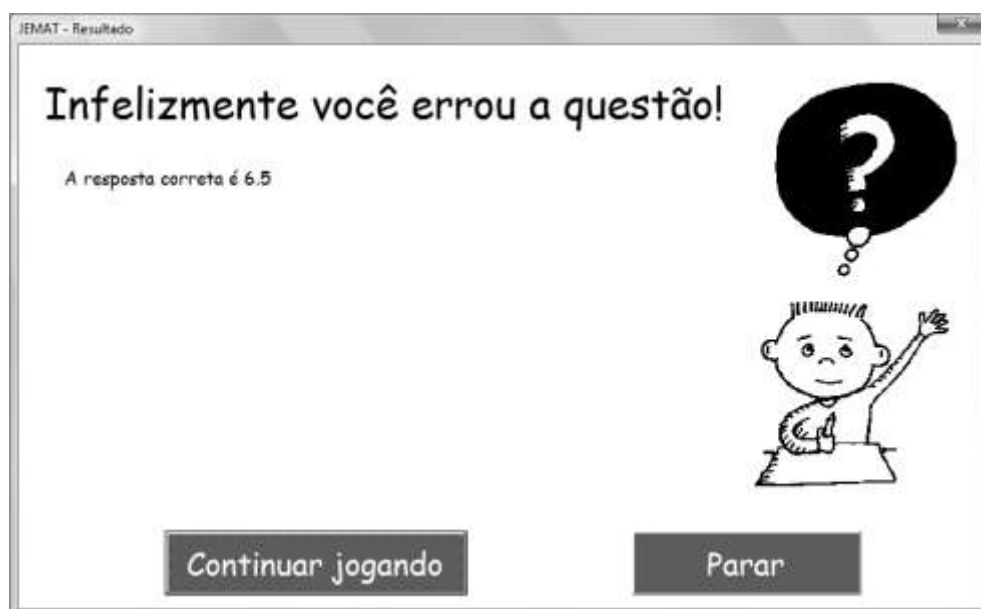 JEMAT - Resultado
Infelizmente você errou a questão!
A resposta correta é 6.5
?
Continuar jogando
Parar